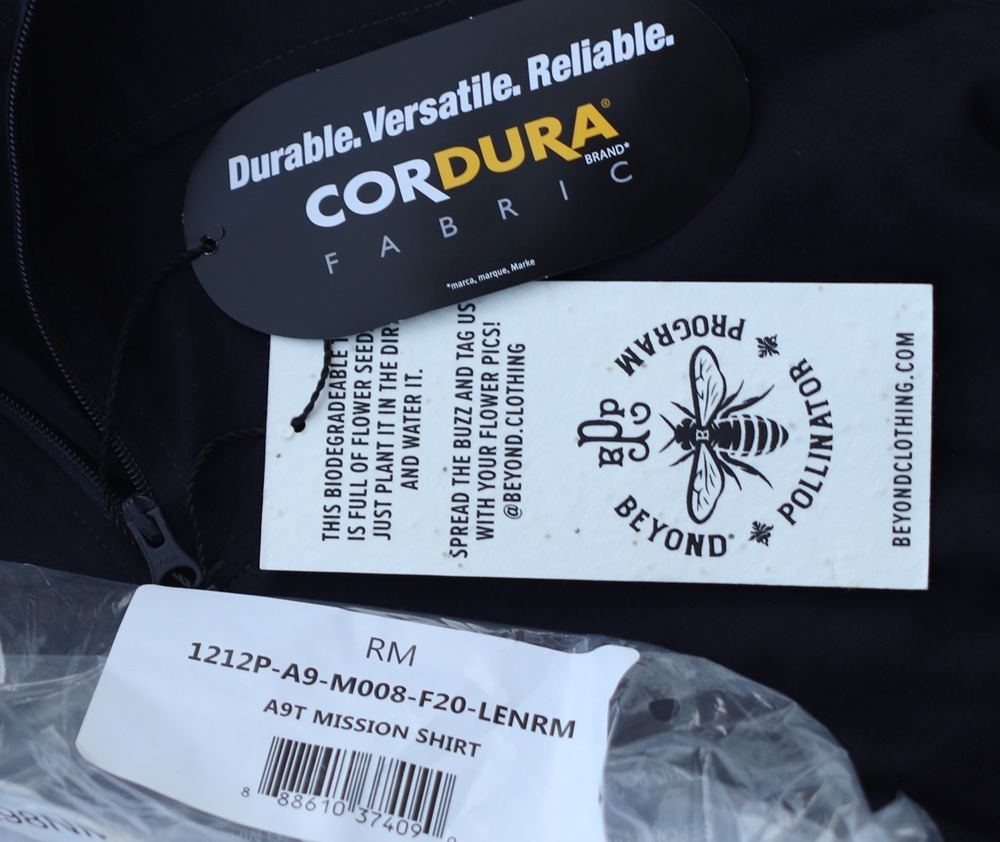 Durable. Versatile. Reliable.
CORDURA®
BRAND*
FABRIC
*marca, marque, Marke
THIS BIODEGRADEABLE
IS FULL OF FLOWER SEED
JUST PLANT IT IN THE DIR
AND WATER IT.
SPREAD THE BUZZ AND TAG US
WITH YOUR FLOWER PICS!
@BEYOND.CLOTHING
BEYOND
POLLINATOR
PROGRAM
B
BEYONDCLOTHING.COM
RM
1212P-A9-M008-F20-LENRM
A9T MISSION SHIRT
8 88610 37409